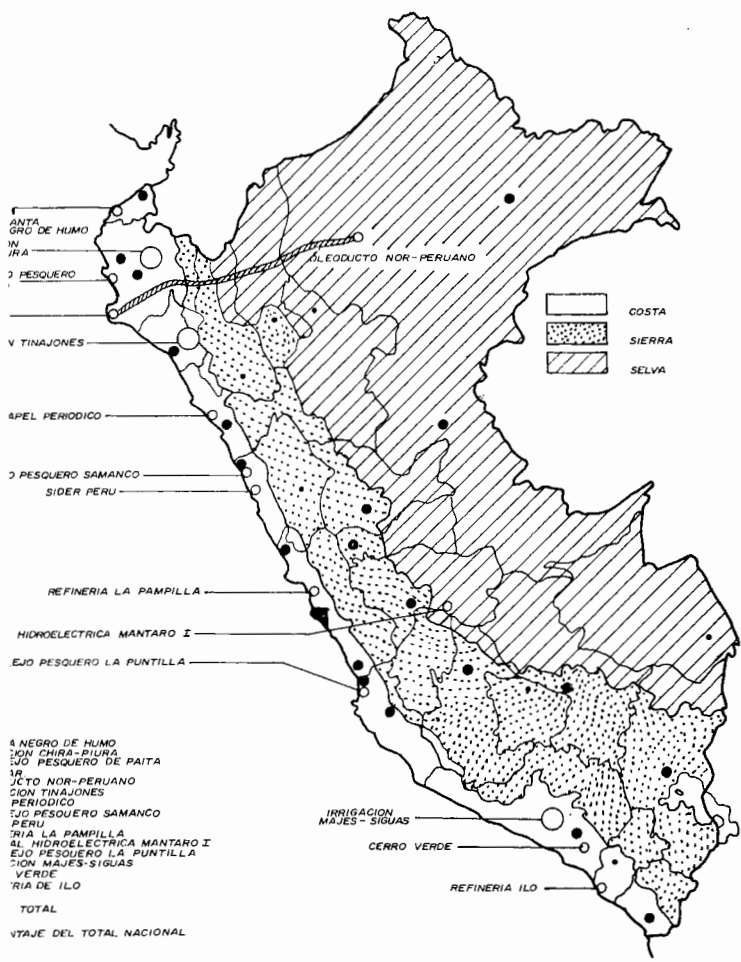 ANTA
GRO DE HUMO
ON
URA
O PESQUERO
OLEODUCTO NOR-PERUANO
COSTA
SIERRA
SELVA
N TINAJONES
APEL PERIODICO
O PESQUERO SAMANCO
SIDER PERU
REFINERIA LA PAMPILLA
HIDROELECTRICA MANTARO I
EJO PESQUERO LA PUNTILLA
A NEGRO DE HUMO
ION CHIRA-PIURA
EJO PESQUERO DE PAITA
AR
UCTO NOR-PERUANO
CION TINAJONES
PERIODICO
EJO PESQUERO SAMANCO
PERU
ERIA LA PAMPILLA
AL HIDROELECTRICA MANTARO I
EJO PESQUERO LA PUNTILLA
CION MAJES-SIGUAS
VERDE
RIA DE ILO
TOTAL
NTAJE DEL TOTAL NACIONAL
IRRIGACION
MAJES-SIGUAS
CERRO VERDE
REFINERIA ILO